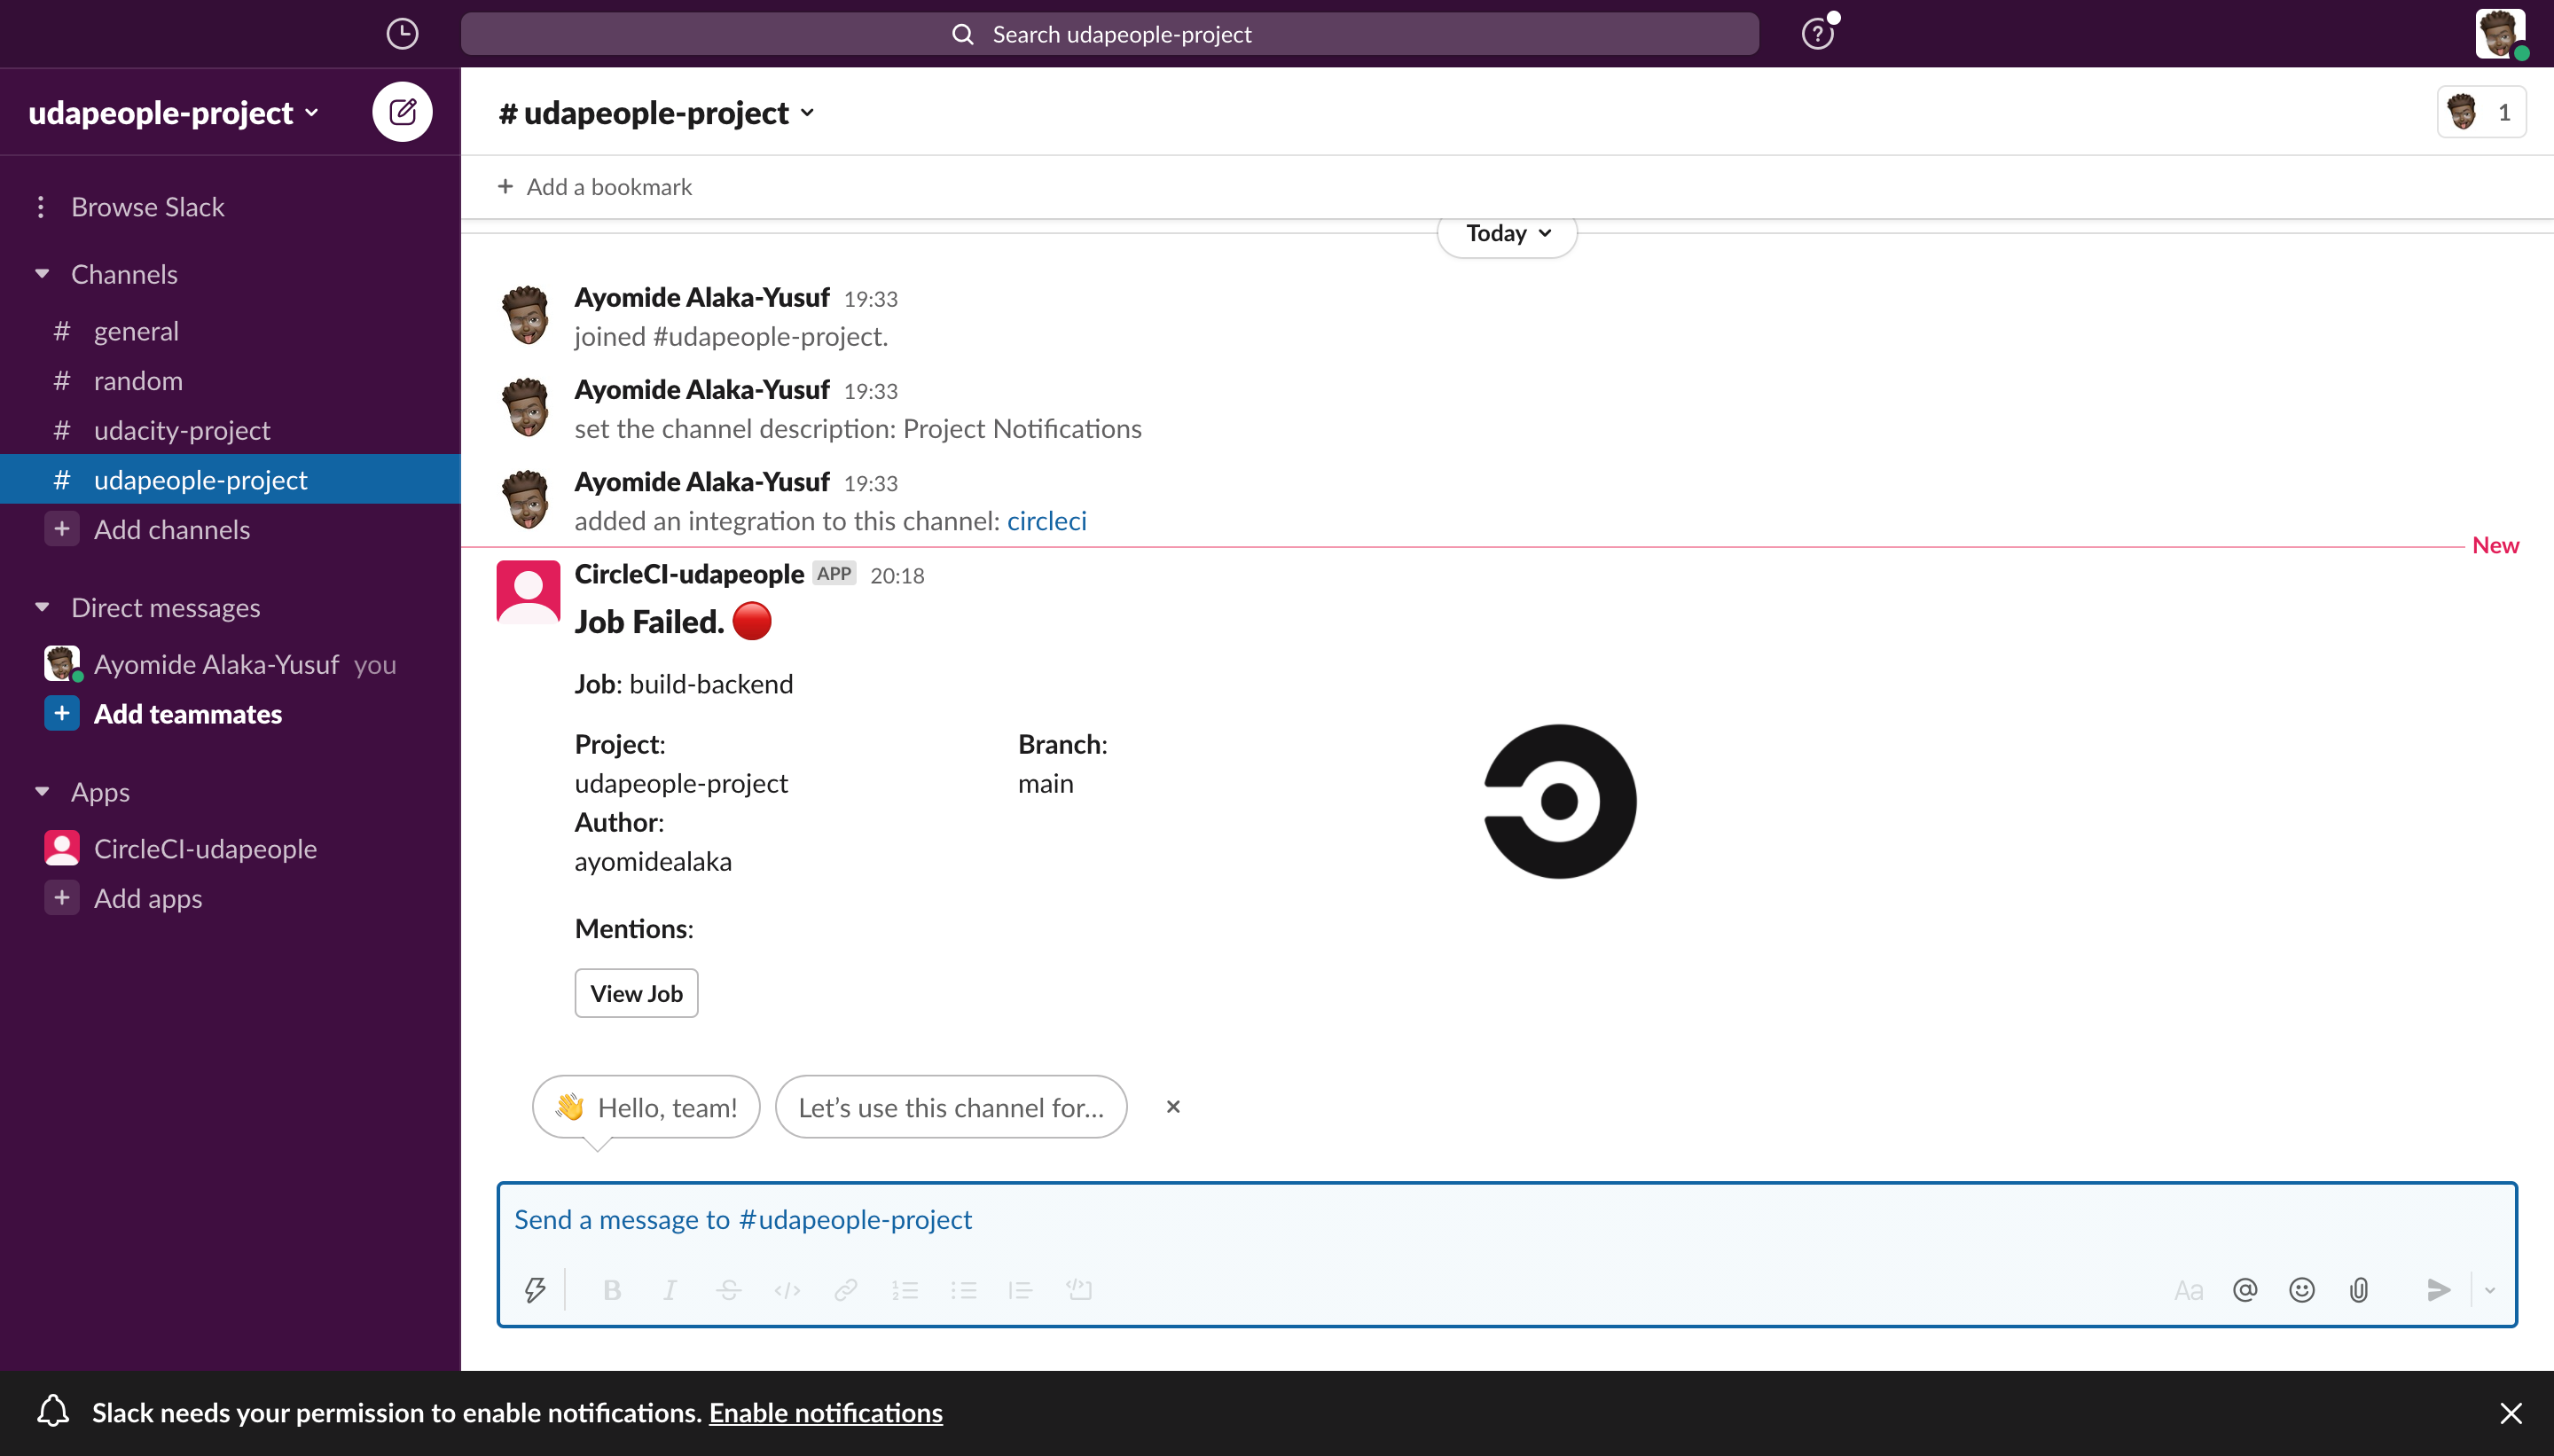 Search udapeople-project
udapeople-project
# udapeople-project
1
Add a bookmark
Browse Slack
Today
Channels
# general
# random
# udacity-project
# udapeople-project
Add channels
Direct messages
Ayomide Alaka-Yusuf you
Add teammates
Apps
CircleCI-udapeople
Add apps
Ayomide Alaka-Yusuf 19:33
joined #udapeople-project.
Ayomide Alaka-Yusuf 19:33
set the channel description: Project Notifications
Ayomide Alaka-Yusuf 19:33
added an integration to this channel: circleci
New
CircleCI-udapeople APP 20:18
Job Failed.
Job: build-backend
Project: Branch:
udapeople-project main
Author:
ayomidealaka
Mentions:
View Job
Hello, team! Let’s use this channel for...
Send a message to #udapeople-project
Aa
Slack needs your permission to enable notifications. Enable notifications